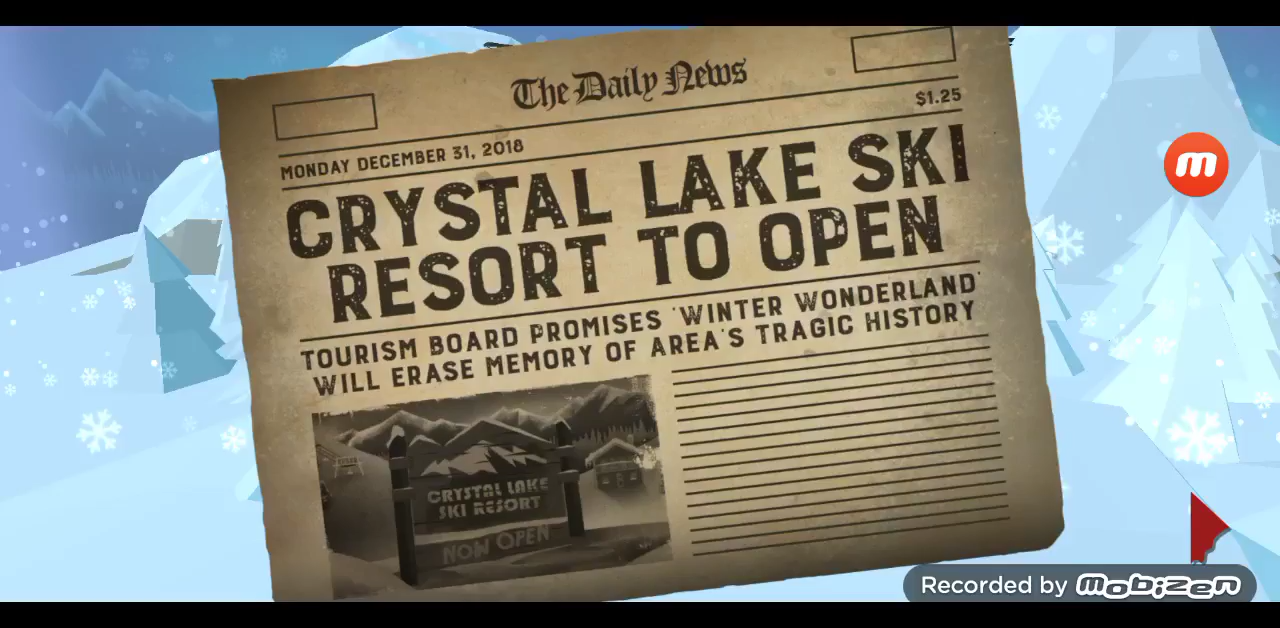 The Daily News
$1.25
MONDAY DECEMBER 31, 2018
CRYSTAL LAKE SKI
RESORT TO OPEN
TOURISM BOARD PROMISES 'WINTER WONDERLAND'
WILL ERASE MEMORY OF AREA'S TRAGIC HISTORY
CRYSTAL LAKE
SKI RESORT
NOW OPEN
m
Recorded by Mobizen